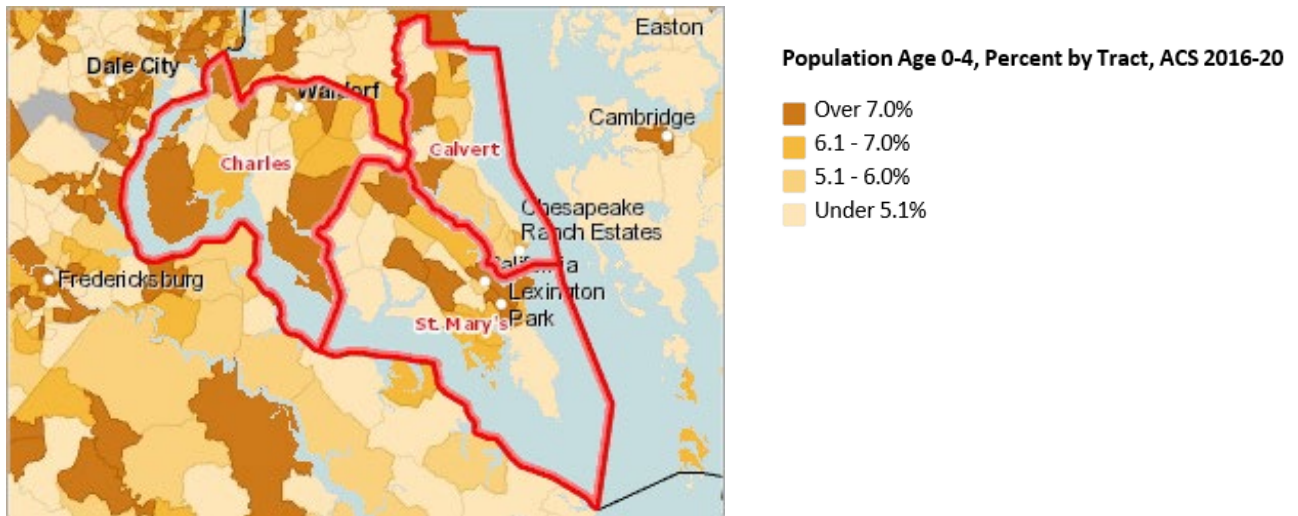 Easton
Dale City
Waldorf
Cambridge
Charles
Calvert
Chesapeake
Ranch Estates
Fredericksburg
California
Lexington
Park
St. Mary's
Population Age 0-4, Percent by Tract, ACS 2016-20
Over 7.0%
6.1 - 7.0%
5.1 - 6.0%
Under 5.1%